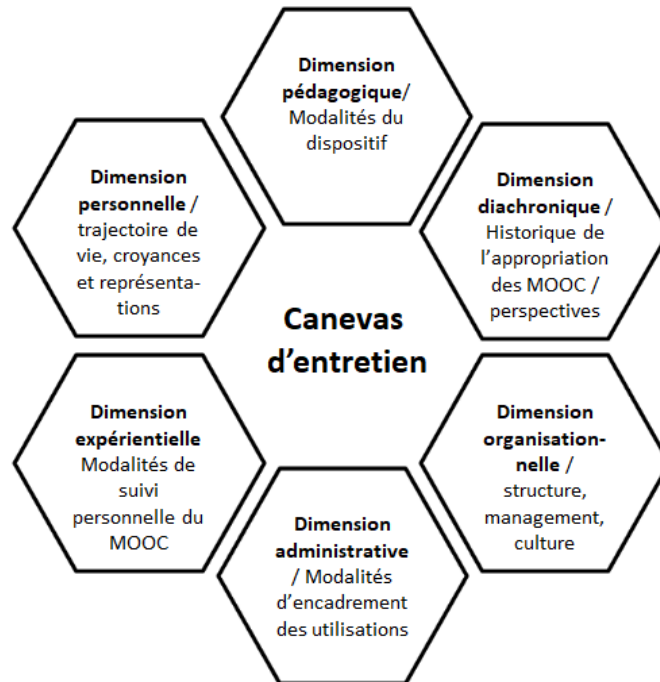 Dimension
pédagogique/
Modalités du
dispositif
Dimension
personnelle /
trajectoire de
vie, croyances
et représenta-
tions
Dimension
diachronique /
Historique de
l'appropriation
des MOOC /
perspectives
Canevas
d'entretien
Dimension
expérientielle
Modalités de
suivi
personnelle du
MOOC
Dimension
organisation-
nelle /
structure,
management,
culture
Dimension
administrative
/ Modalités
d'encadrement
des utilisations